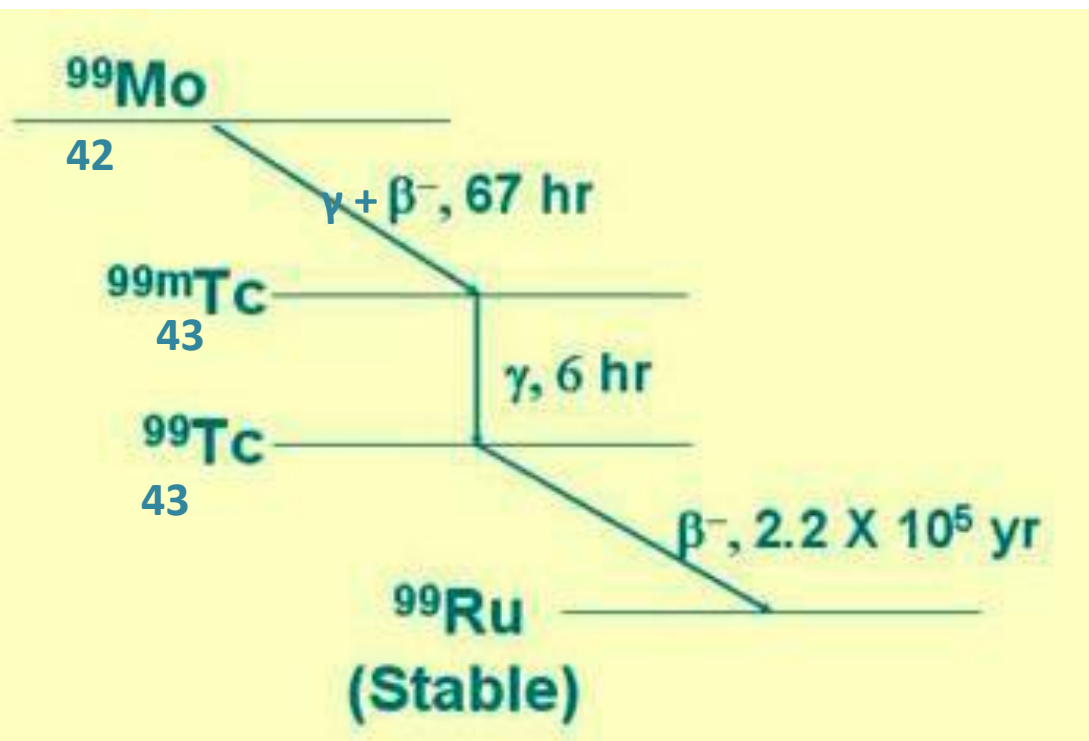 ⁹⁹Mo
42
γ + β⁻, 67 hr
⁹⁹ᵐTc
43
γ, 6 hr
⁹⁹Tc
43
β⁻, 2.2 X 10⁵ yr
⁹⁹Ru
(Stable)